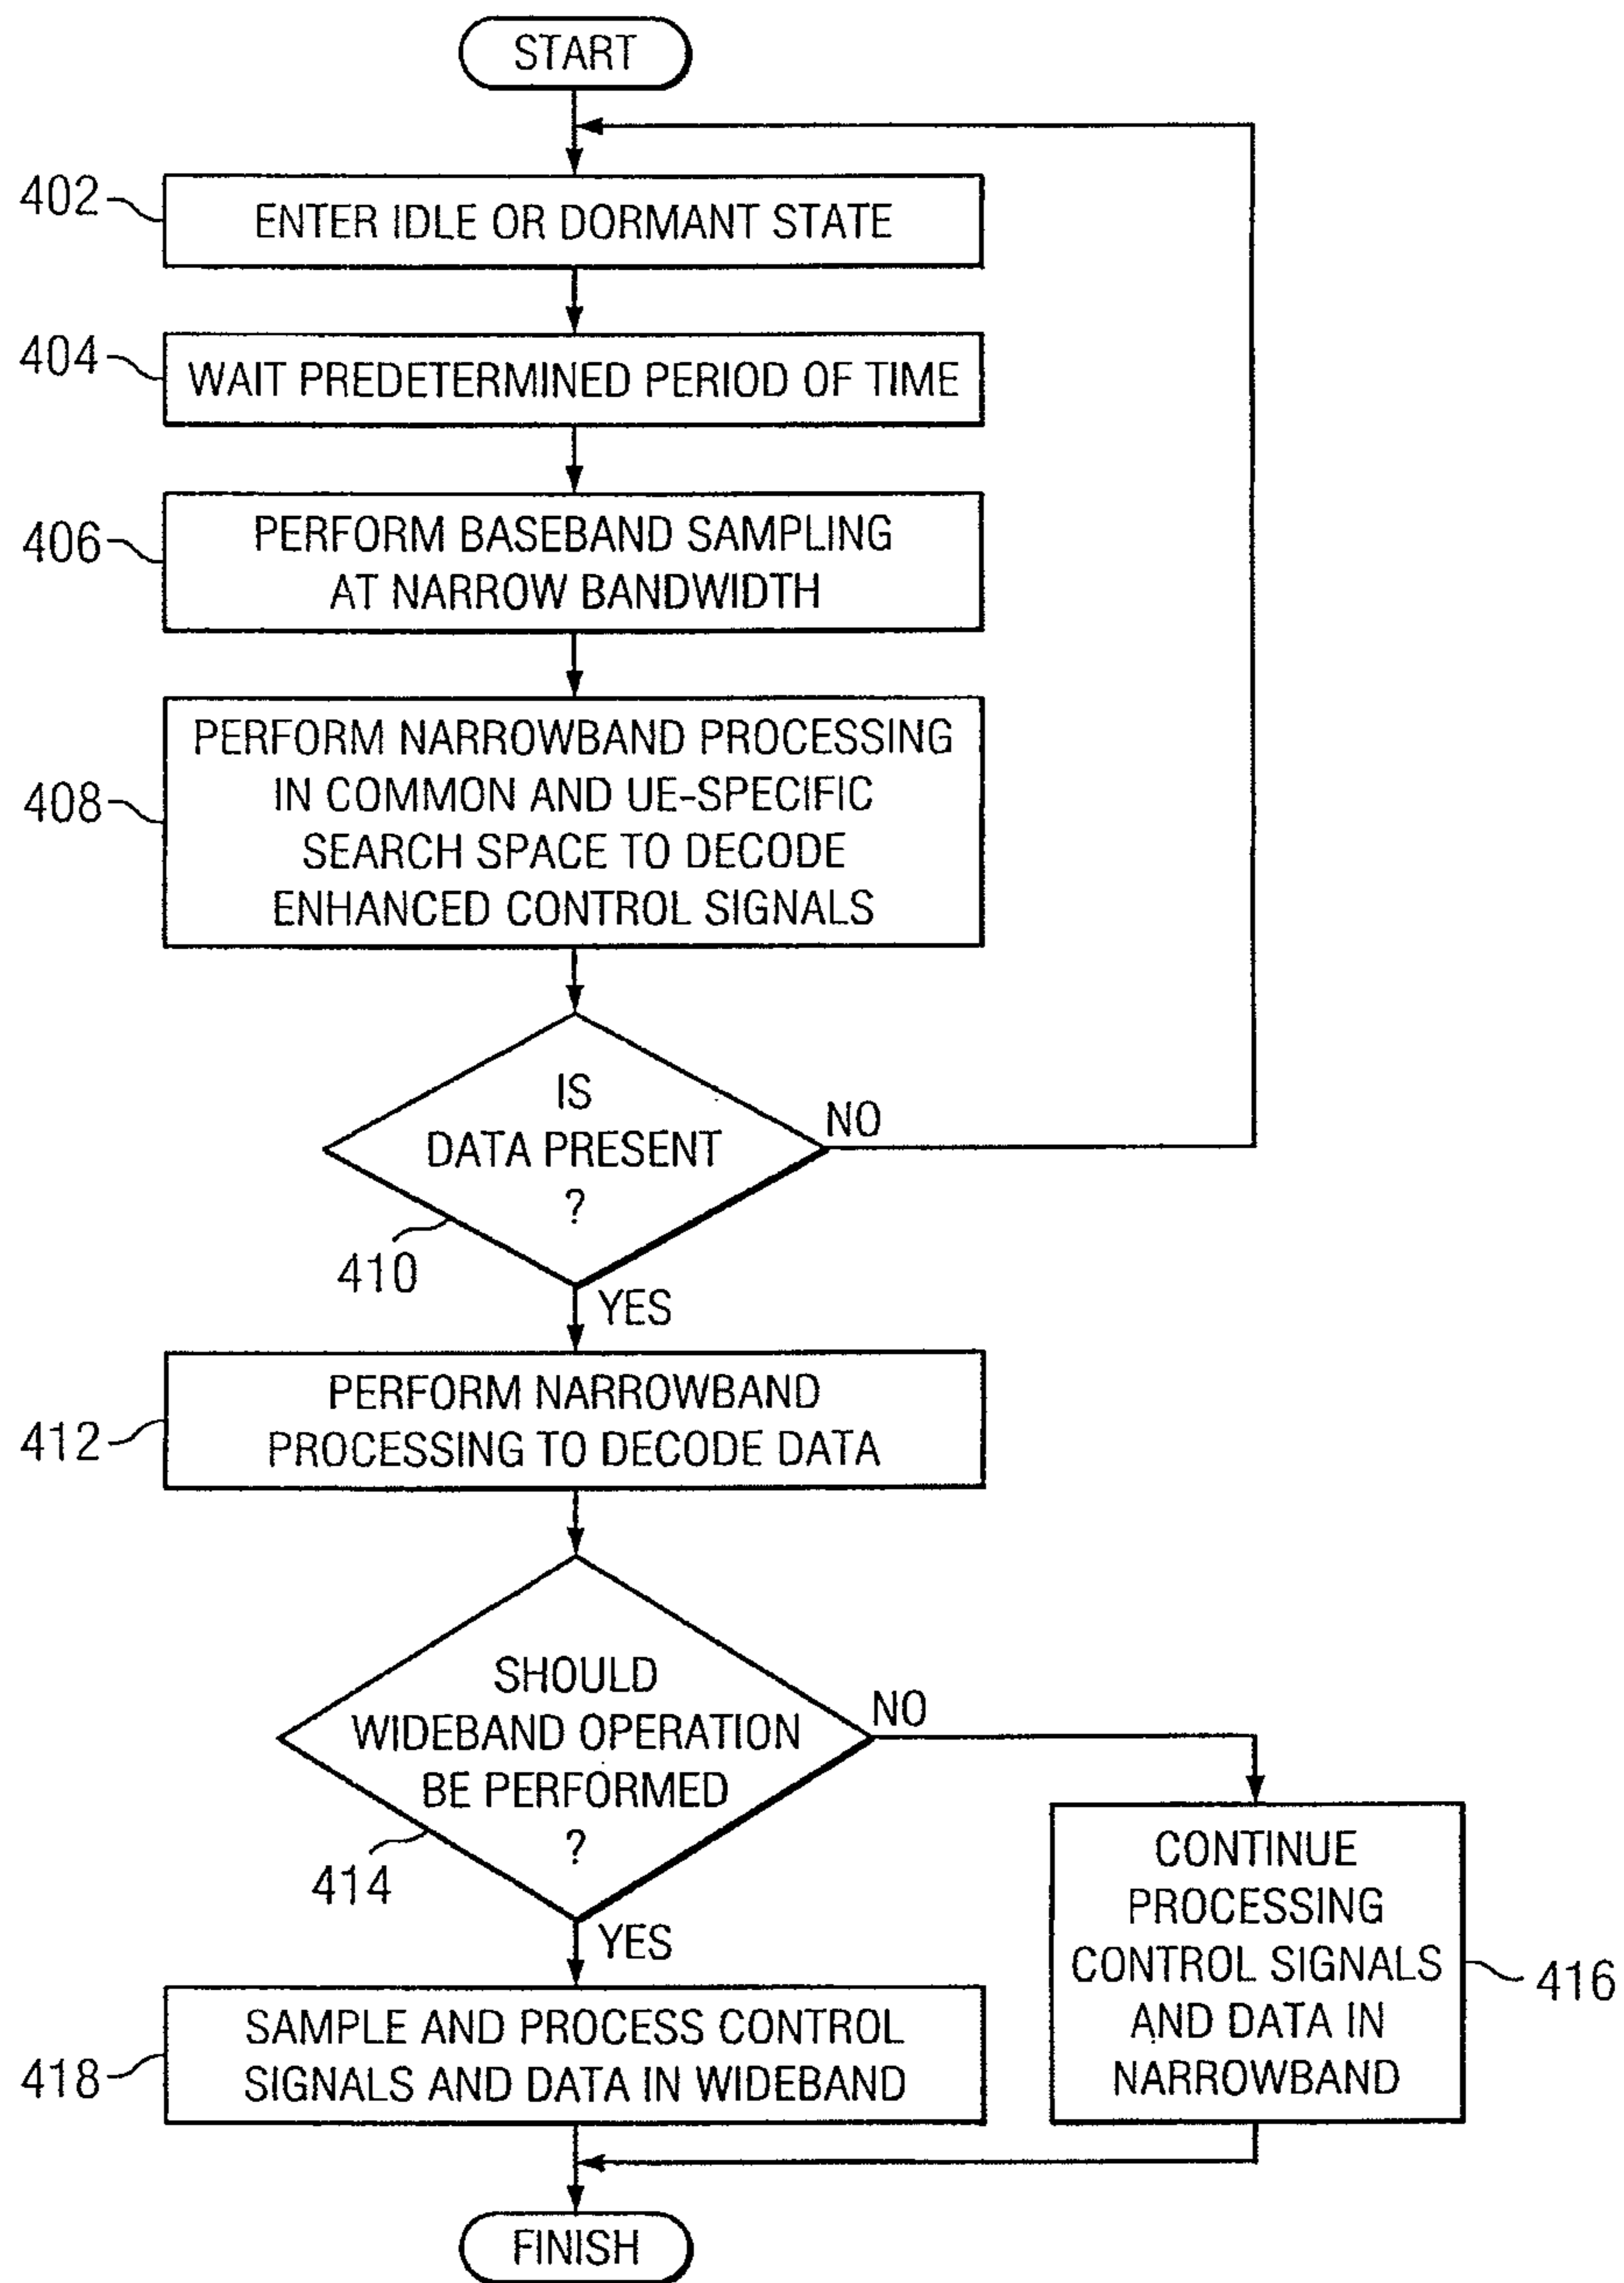 START
402
ENTER IDLE OR DORMANT STATE
404
WAIT PREDETERMINED PERIOD OF TIME
406
PERFORM BASEBAND SAMPLING
AT NARROW BANDWIDTH
408
PERFORM NARROWBAND PROCESSING
IN COMMON AND UE-SPECIFIC
SEARCH SPACE TO DECODE
ENHANCED CONTROL SIGNALS
IS
DATA PRESENT
?
NO
410
YES
412
PERFORM NARROWBAND
PROCESSING TO DECODE DATA
SHOULD
WIDEBAND OPERATION
BE PERFORMED
?
NO
414
YES
CONTINUE
PROCESSING
CONTROL SIGNALS
AND DATA IN
NARROWBAND
416
418
SAMPLE AND PROCESS CONTROL
SIGNALS AND DATA IN WIDEBAND
FINISH